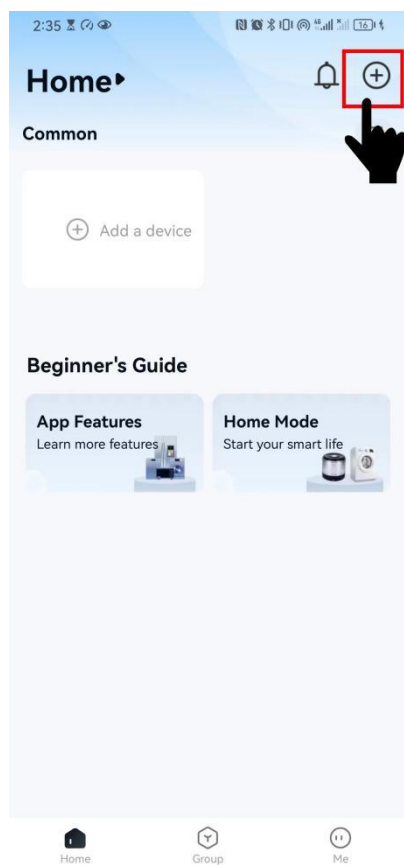 2:35 16
Home
Common
Add a device
Beginner's Guide
App Features Home Mode
Learn more features Start your smart life
Home Group Me